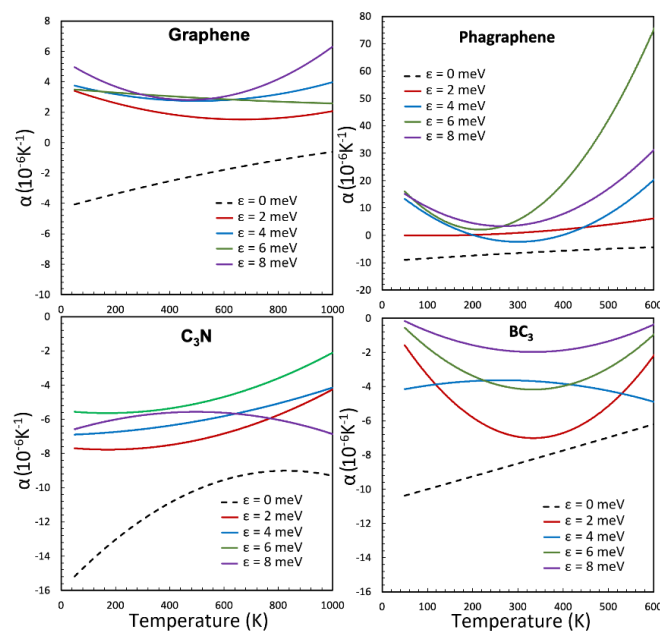 Graphene
α (10⁻⁶K⁻¹)
8
6
4
2
0
-2
-4
-6
-8
-10
0
200
400
600
800
1000
ε = 0 meV
ε = 2 meV
ε = 4 meV
ε = 6 meV
ε = 8 meV
Phagraphene
α (10⁻⁶K⁻¹)
80
70
60
50
40
30
20
10
0
-10
-20
0
100
200
300
400
500
600
ε = 0 meV
ε = 2 meV
ε = 4 meV
ε = 6 meV
ε = 8 meV
C₃N
α (10⁻⁶K⁻¹)
0
-2
-4
-6
-8
-10
-12
-14
-16
0
200
400
600
800
1000
Temperature (K)
ε = 0 meV
ε = 2 meV
ε = 4 meV
ε = 6 meV
ε = 8 meV
BC₃
α (10⁻⁶K⁻¹)
0
-2
-4
-6
-8
-10
-12
-14
-16
0
200
400
600
Temperature (K)
ε = 0 meV
ε = 2 meV
ε = 4 meV
ε = 6 meV
ε = 8 meV